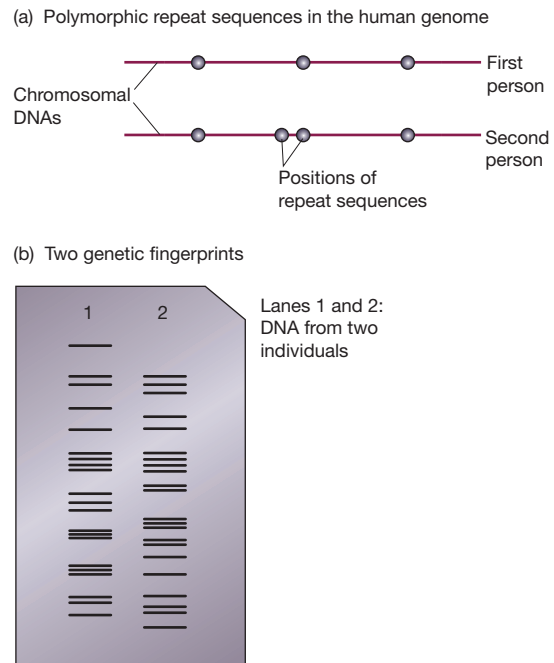 (a) Polymorphic repeat sequences in the human genome
First
person
Chromosomal
DNAs
Second
person
Positions of
repeat sequences
(b) Two genetic fingerprints
1 2
Lanes 1 and 2:
DNA from two
individuals